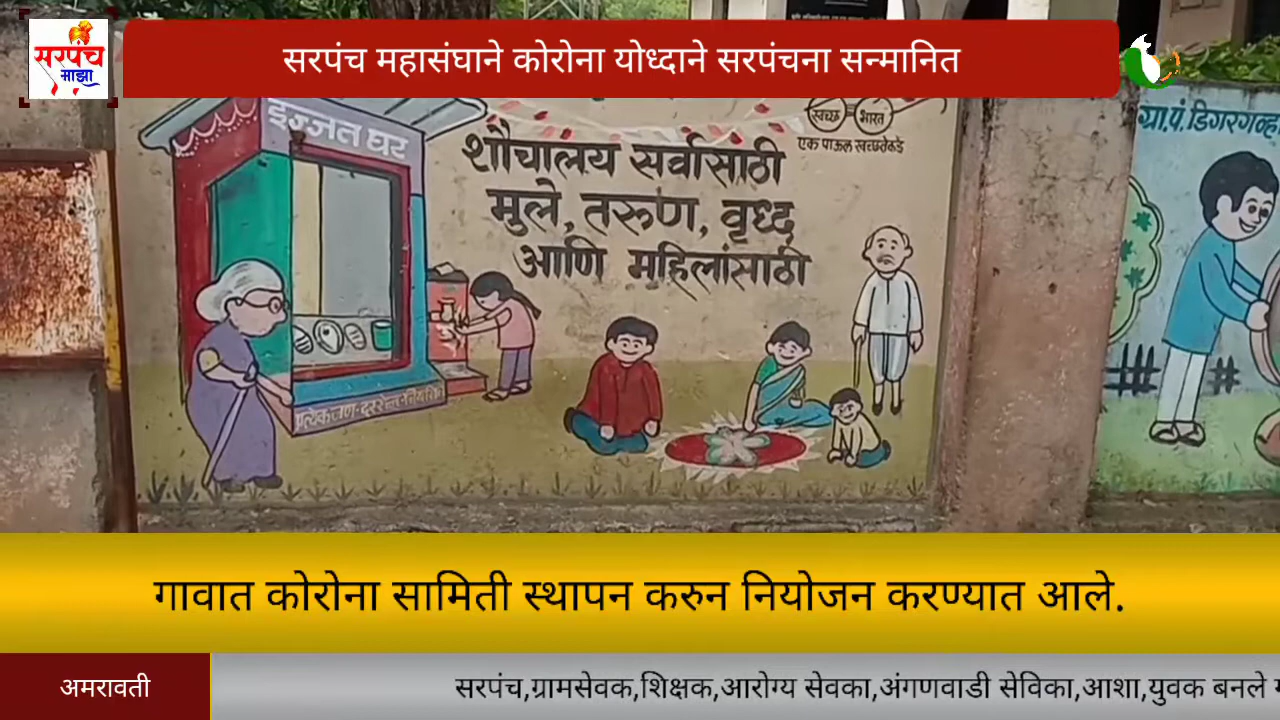 सरपंच
माझा
सरपंच महासंघाने कोरोना योध्दाने सरपंचना सन्मानित
इज्जत घर
स्वच्छ भारत
एक पाऊल स्वच्छतेकडे
शौचालय सर्वासाठी
मुले, तरुण, वृध्द
आणि महिलांसाठी
ग्रा.पं. डिगरगव्हा
गावात कोरोना सामिती स्थापन करुन नियोजन करण्यात आले.
अमरावती
सरपंच,ग्रामसेवक,शिक्षक,आरोग्य सेवका,अंगणवाडी सेविका,आशा,युवक बनले